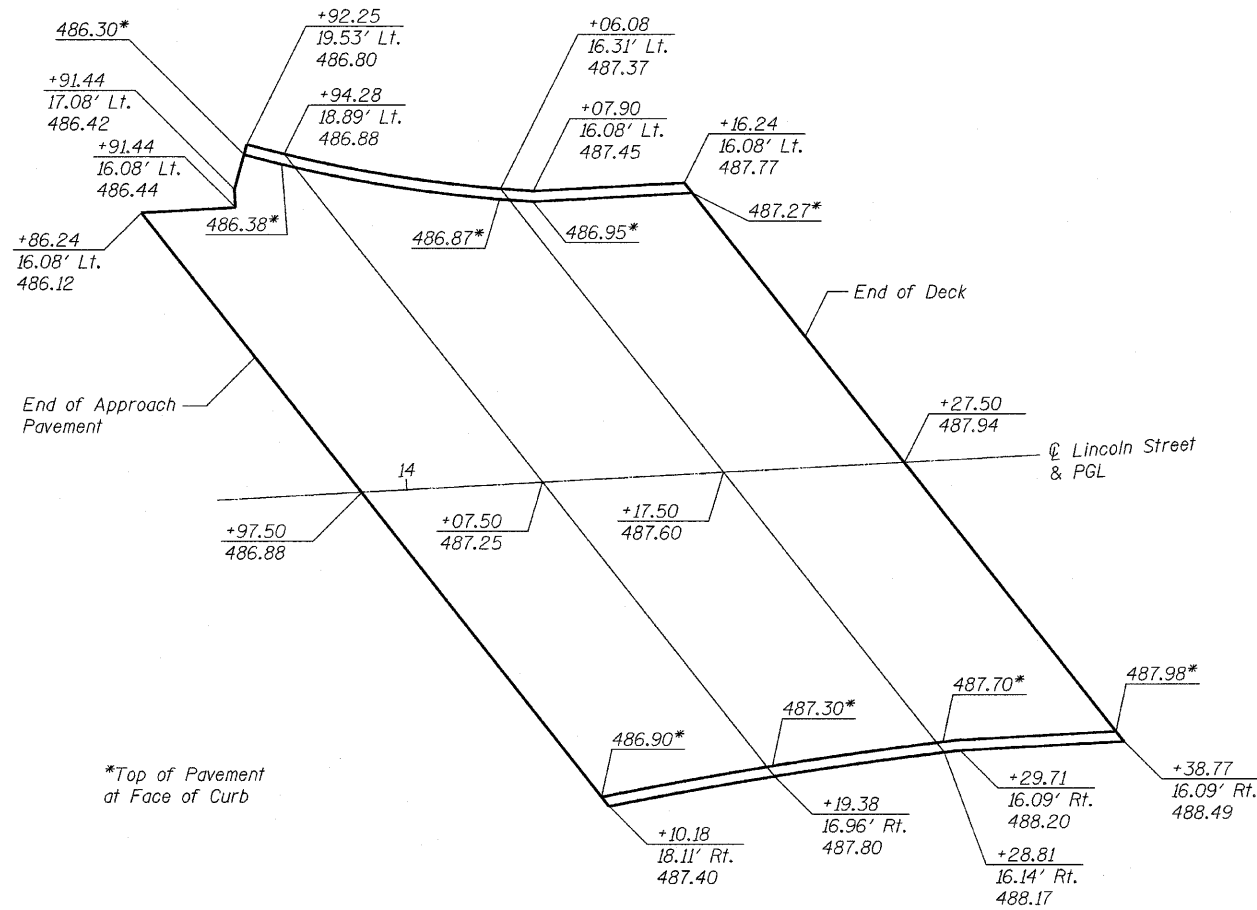 +92.25
19.53' Lt.
486.80
486.30*
+06.08
16.31' Lt.
487.37
+91.44
17.08' Lt.
486.42
+94.28
18.89' Lt.
486.88
+07.90
16.08' Lt.
487.45
+16.24
16.08' Lt.
487.77
+91.44
16.08' Lt.
486.44
+86.24
16.08' Lt.
486.12
486.38*
486.87*
486.95*
487.27*
End of Deck
End of Approach
Pavement
+27.50
487.94
℄ Lincoln Street
& PGL
14
+97.50
486.88
+07.50
487.25
+17.50
487.60
486.90*
487.30*
487.70*
487.98*
*Top of Pavement
at Face of Curb
+10.18
18.11' Rt.
487.40
+19.38
16.96' Rt.
487.80
+29.71
16.09' Rt.
488.20
+28.81
16.14' Rt.
488.17
+38.77
16.09' Rt.
488.49